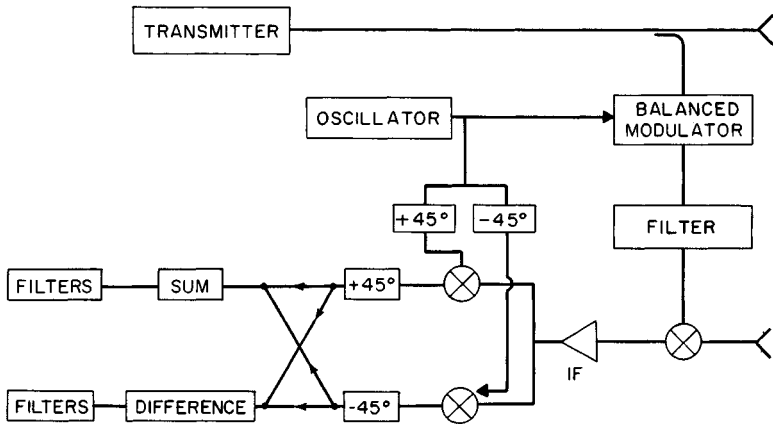 TRANSMITTER
OSCILLATOR
BALANCED
MODULATOR
+45°
-45°
FILTER
FILTERS
SUM
+45°
IF
FILTERS
DIFFERENCE
-45°